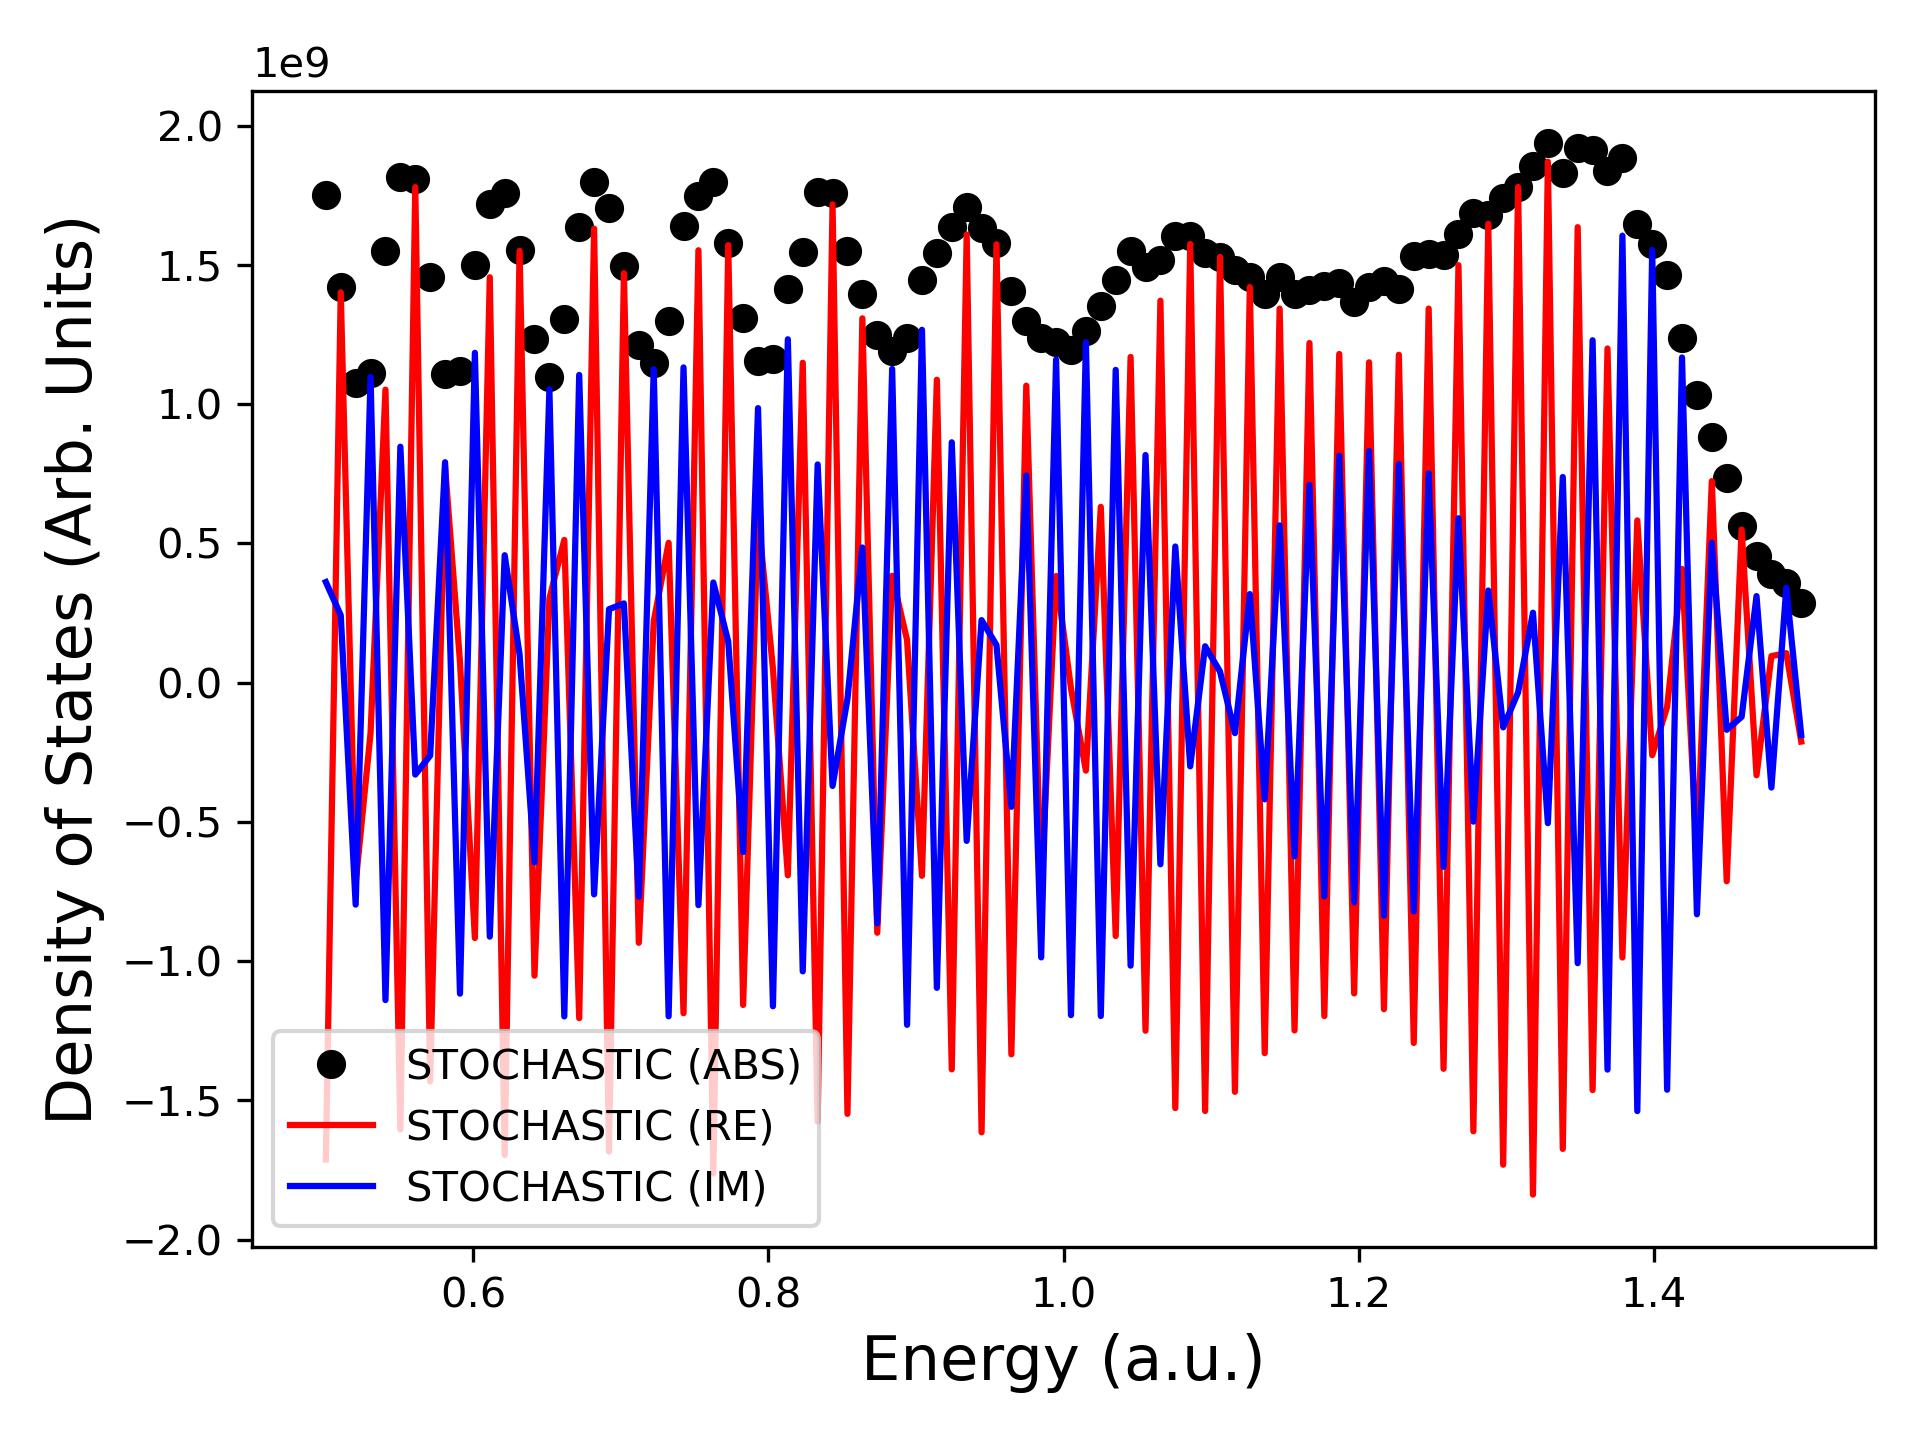 1e9
2.0
1.5
1.0
0.5
0.0
−0.5
−1.0
−1.5
−2.0
Density of States (Arb. Units)
STOCHASTIC (ABS)
STOCHASTIC (RE)
STOCHASTIC (IM)
0.6 0.8 1.0 1.2 1.4
Energy (a.u.)